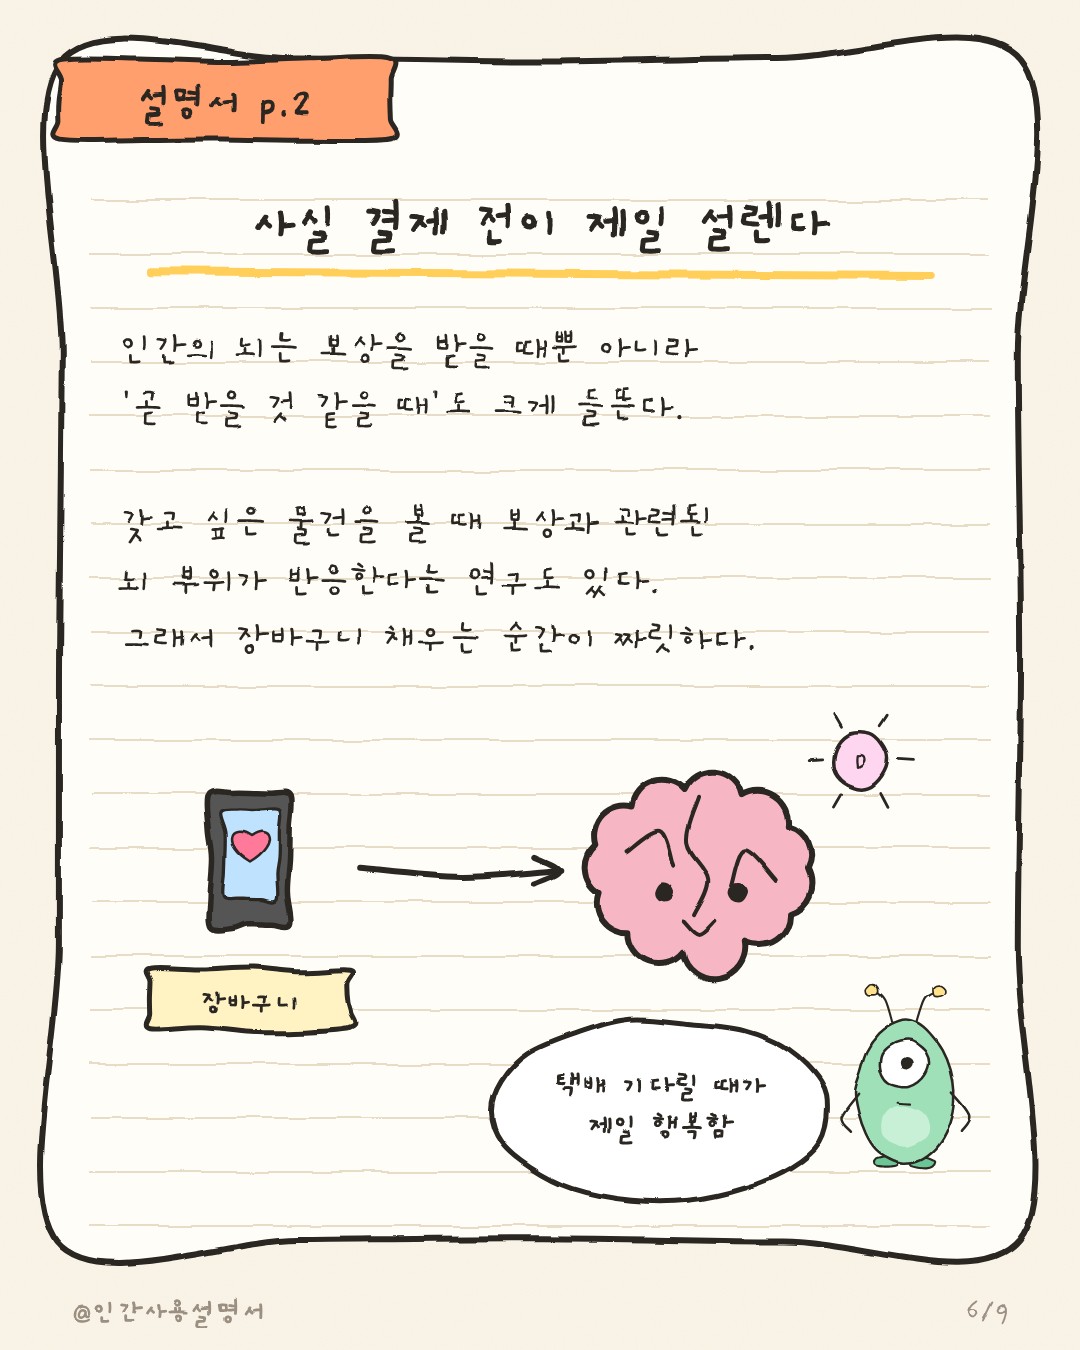 설명서 p.2
사실 결제 전이 제일 설렌다
인간의 뇌는 보상을 받을 때뿐 아니라
'곧 받을 것 같을 때'도 크게 들뜬다.
갖고 싶은 물건을 볼 때 보상과 관련된
뇌 부위가 반응한다는 연구도 있다.
그래서 장바구니 채우는 순간이 짜릿하다.
D
장바구니
택배 기다릴 때가
제일 행복함
@인간사용설명서
6/9